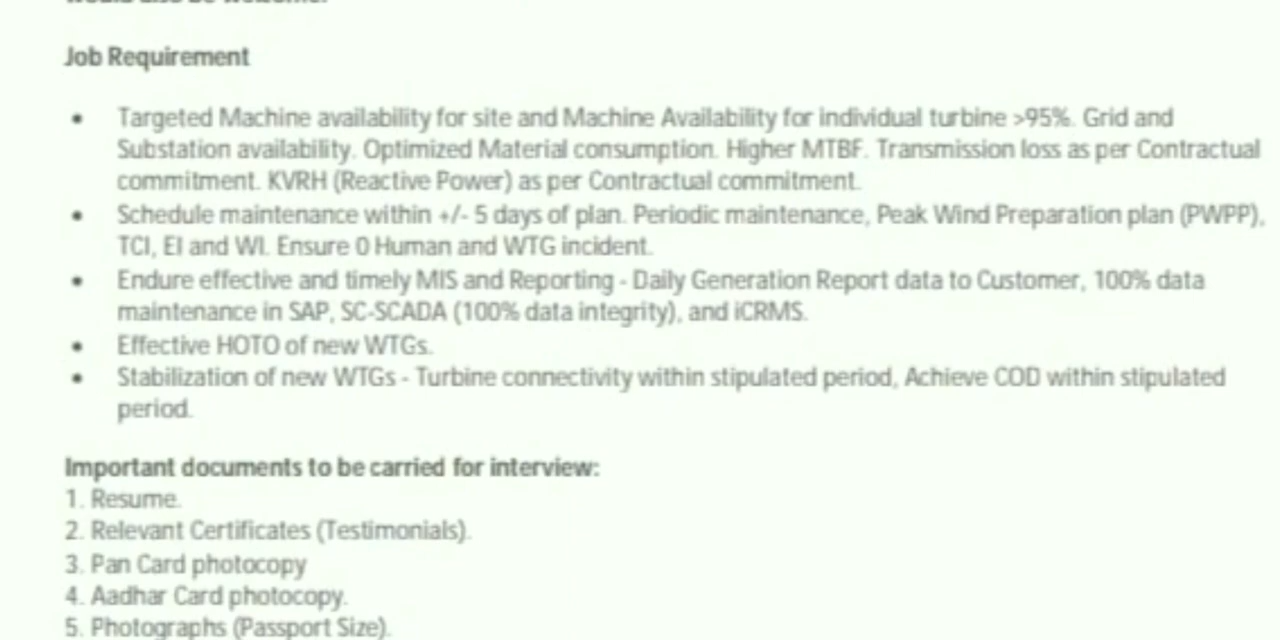 would also be welcome.
Job Requirement
• Targeted Machine availability for site and Machine Availability for individual turbine >95%. Grid and
Substation availability. Optimized Material consumption. Higher MTBF. Transmission loss as per Contractual
commitment. KVRH (Reactive Power) as per Contractual commitment.
• Schedule maintenance within +/- 5 days of plan. Periodic maintenance, Peak Wind Preparation plan (PWPP),
TCI, EI and WI. Ensure 0 Human and WTG incident.
• Endure effective and timely MIS and Reporting - Daily Generation Report data to Customer, 100% data
maintenance in SAP, SC-SCADA (100% data integrity), and iCRMS.
• Effective HOTO of new WTGs.
• Stabilization of new WTGs - Turbine connectivity within stipulated period, Achieve COD within stipulated
period.
Important documents to be carried for interview:
1. Resume.
2. Relevant Certificates (Testimonials).
3. Pan Card photocopy
4. Aadhar Card photocopy.
5. Photographs (Passport Size).